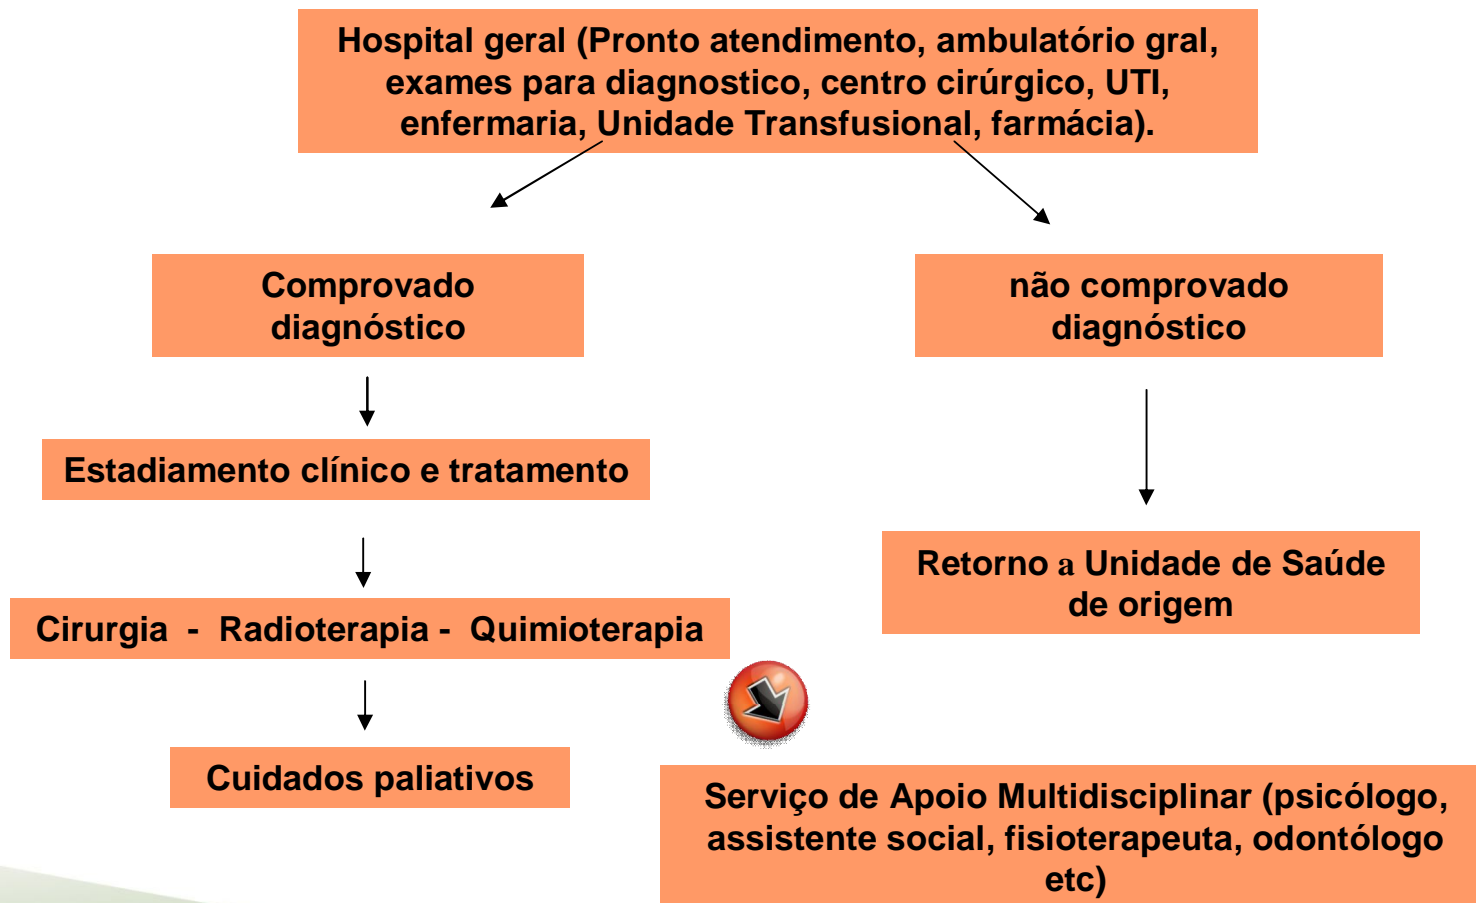 Hospital geral (Pronto atendimento, ambulatório gral,
exames para diagnostico, centro cirúrgico, UTI,
enfermaria, Unidade Transfusional, farmácia).
Comprovado
diagnóstico
não comprovado
diagnóstico
Estadiamento clínico e tratamento
Retorno a Unidade de Saúde
de origem
Cirurgia - Radioterapia - Quimioterapia
Cuidados paliativos
Serviço de Apoio Multidisciplinar (psicólogo,
assistente social, fisioterapeuta, odontólogo
etc)